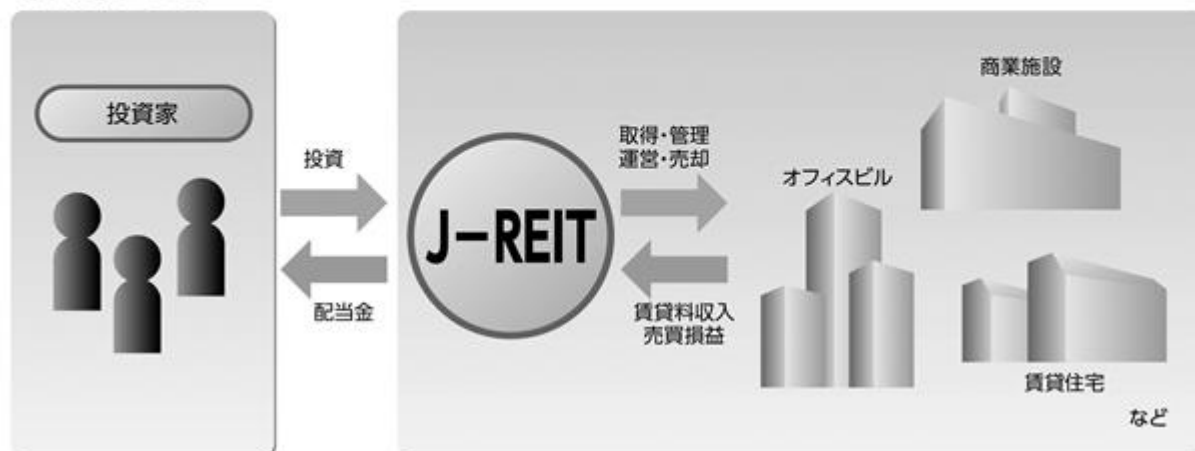 投資家
投資
配当金
J-REIT
取得・管理
運営・売却
賃貸料収入
売買損益
商業施設
オフィスビル
賃貸住宅
など